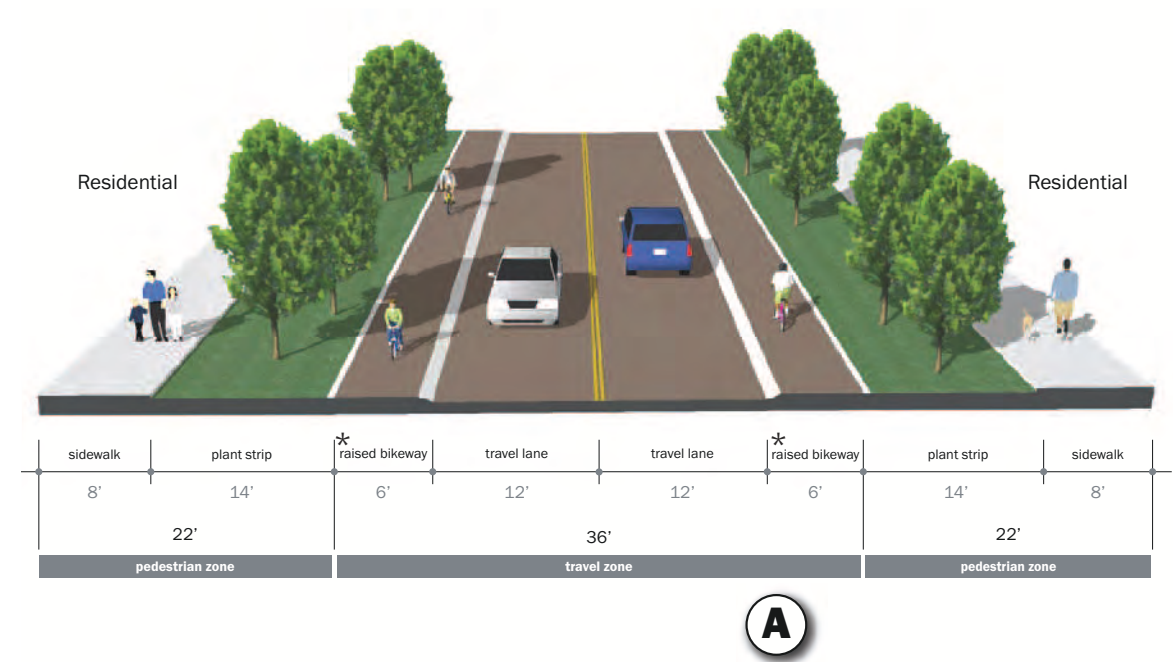 Residential
Residential
* *
sidewalk plant strip raised bikeway travel lane travel lane raised bikeway plant strip sidewalk
8’ 14’ 6’ 12’ 12’ 6’ 14’ 8’
22’ 36’ 22’
pedestrian zone travel zone pedestrian zone
A